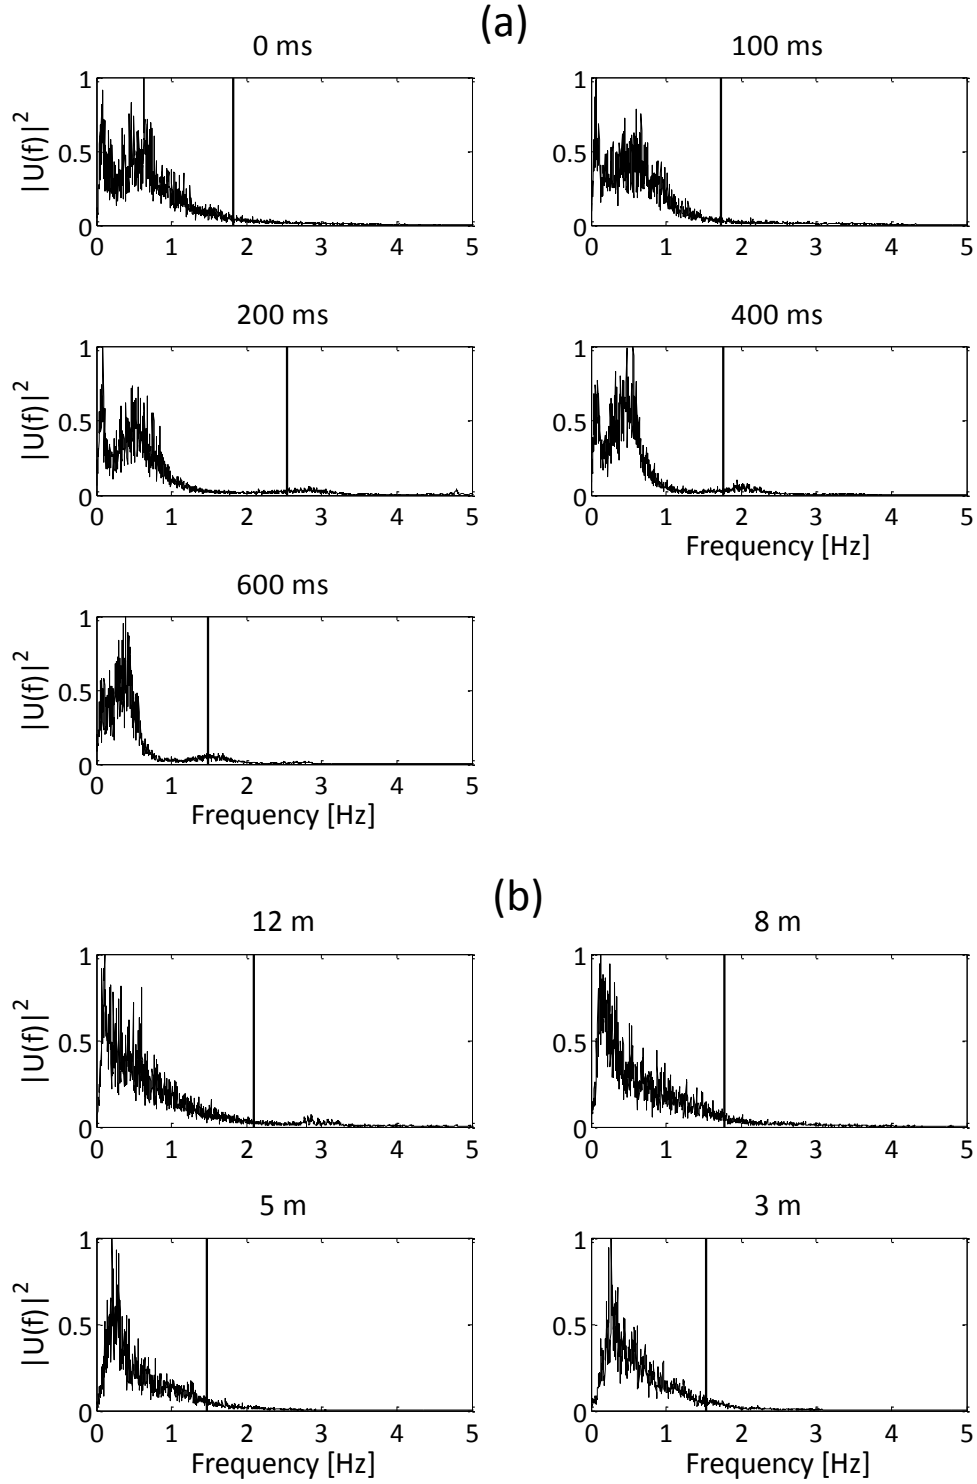 (a)
0 ms
100 ms
|U(f)|²
1
0.5
0
0 1 2 3 4 5
1
0.5
0
0 1 2 3 4 5
200 ms
400 ms
|U(f)|²
1
0.5
0
0 1 2 3 4 5
1
0.5
0
0 1 2 3 4 5
Frequency [Hz]
600 ms
|U(f)|²
1
0.5
0
0 1 2 3 4 5
Frequency [Hz]
(b)
12 m
8 m
|U(f)|²
1
0.5
0
0 1 2 3 4 5
1
0.5
0
0 1 2 3 4 5
5 m
3 m
|U(f)|²
1
0.5
0
0 1 2 3 4 5
Frequency [Hz]
1
0.5
0
0 1 2 3 4 5
Frequency [Hz]